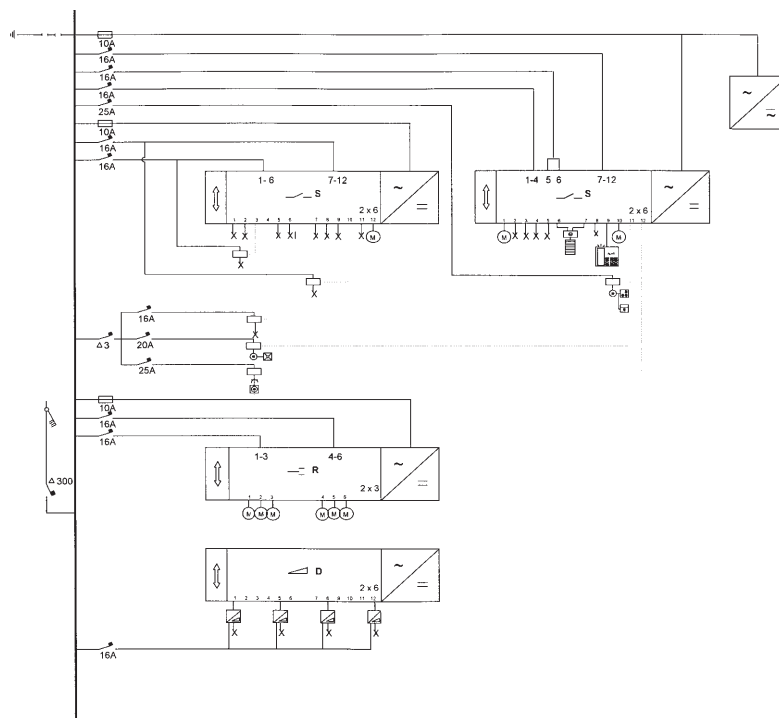 10A
16A
16A
16A
25A
10A
16A
16A
1-6 7-12
S
2 x 6
1 2 3 4 5 6 7 8 9 10 11 12
M
1-4 5 6 7-12
S
2 x 6
1 2 3 4 5 6 7 8 9 10 11 12
M M
16A
Δ3 20A
25A
10A
16A
16A
Δ300
1-3 4-6
R
2 x 3
1 2 3 4 5 6
M M M M M M
D
2 x 6
1 2 3 4 5 6 7 8 9 10 11 12
16A